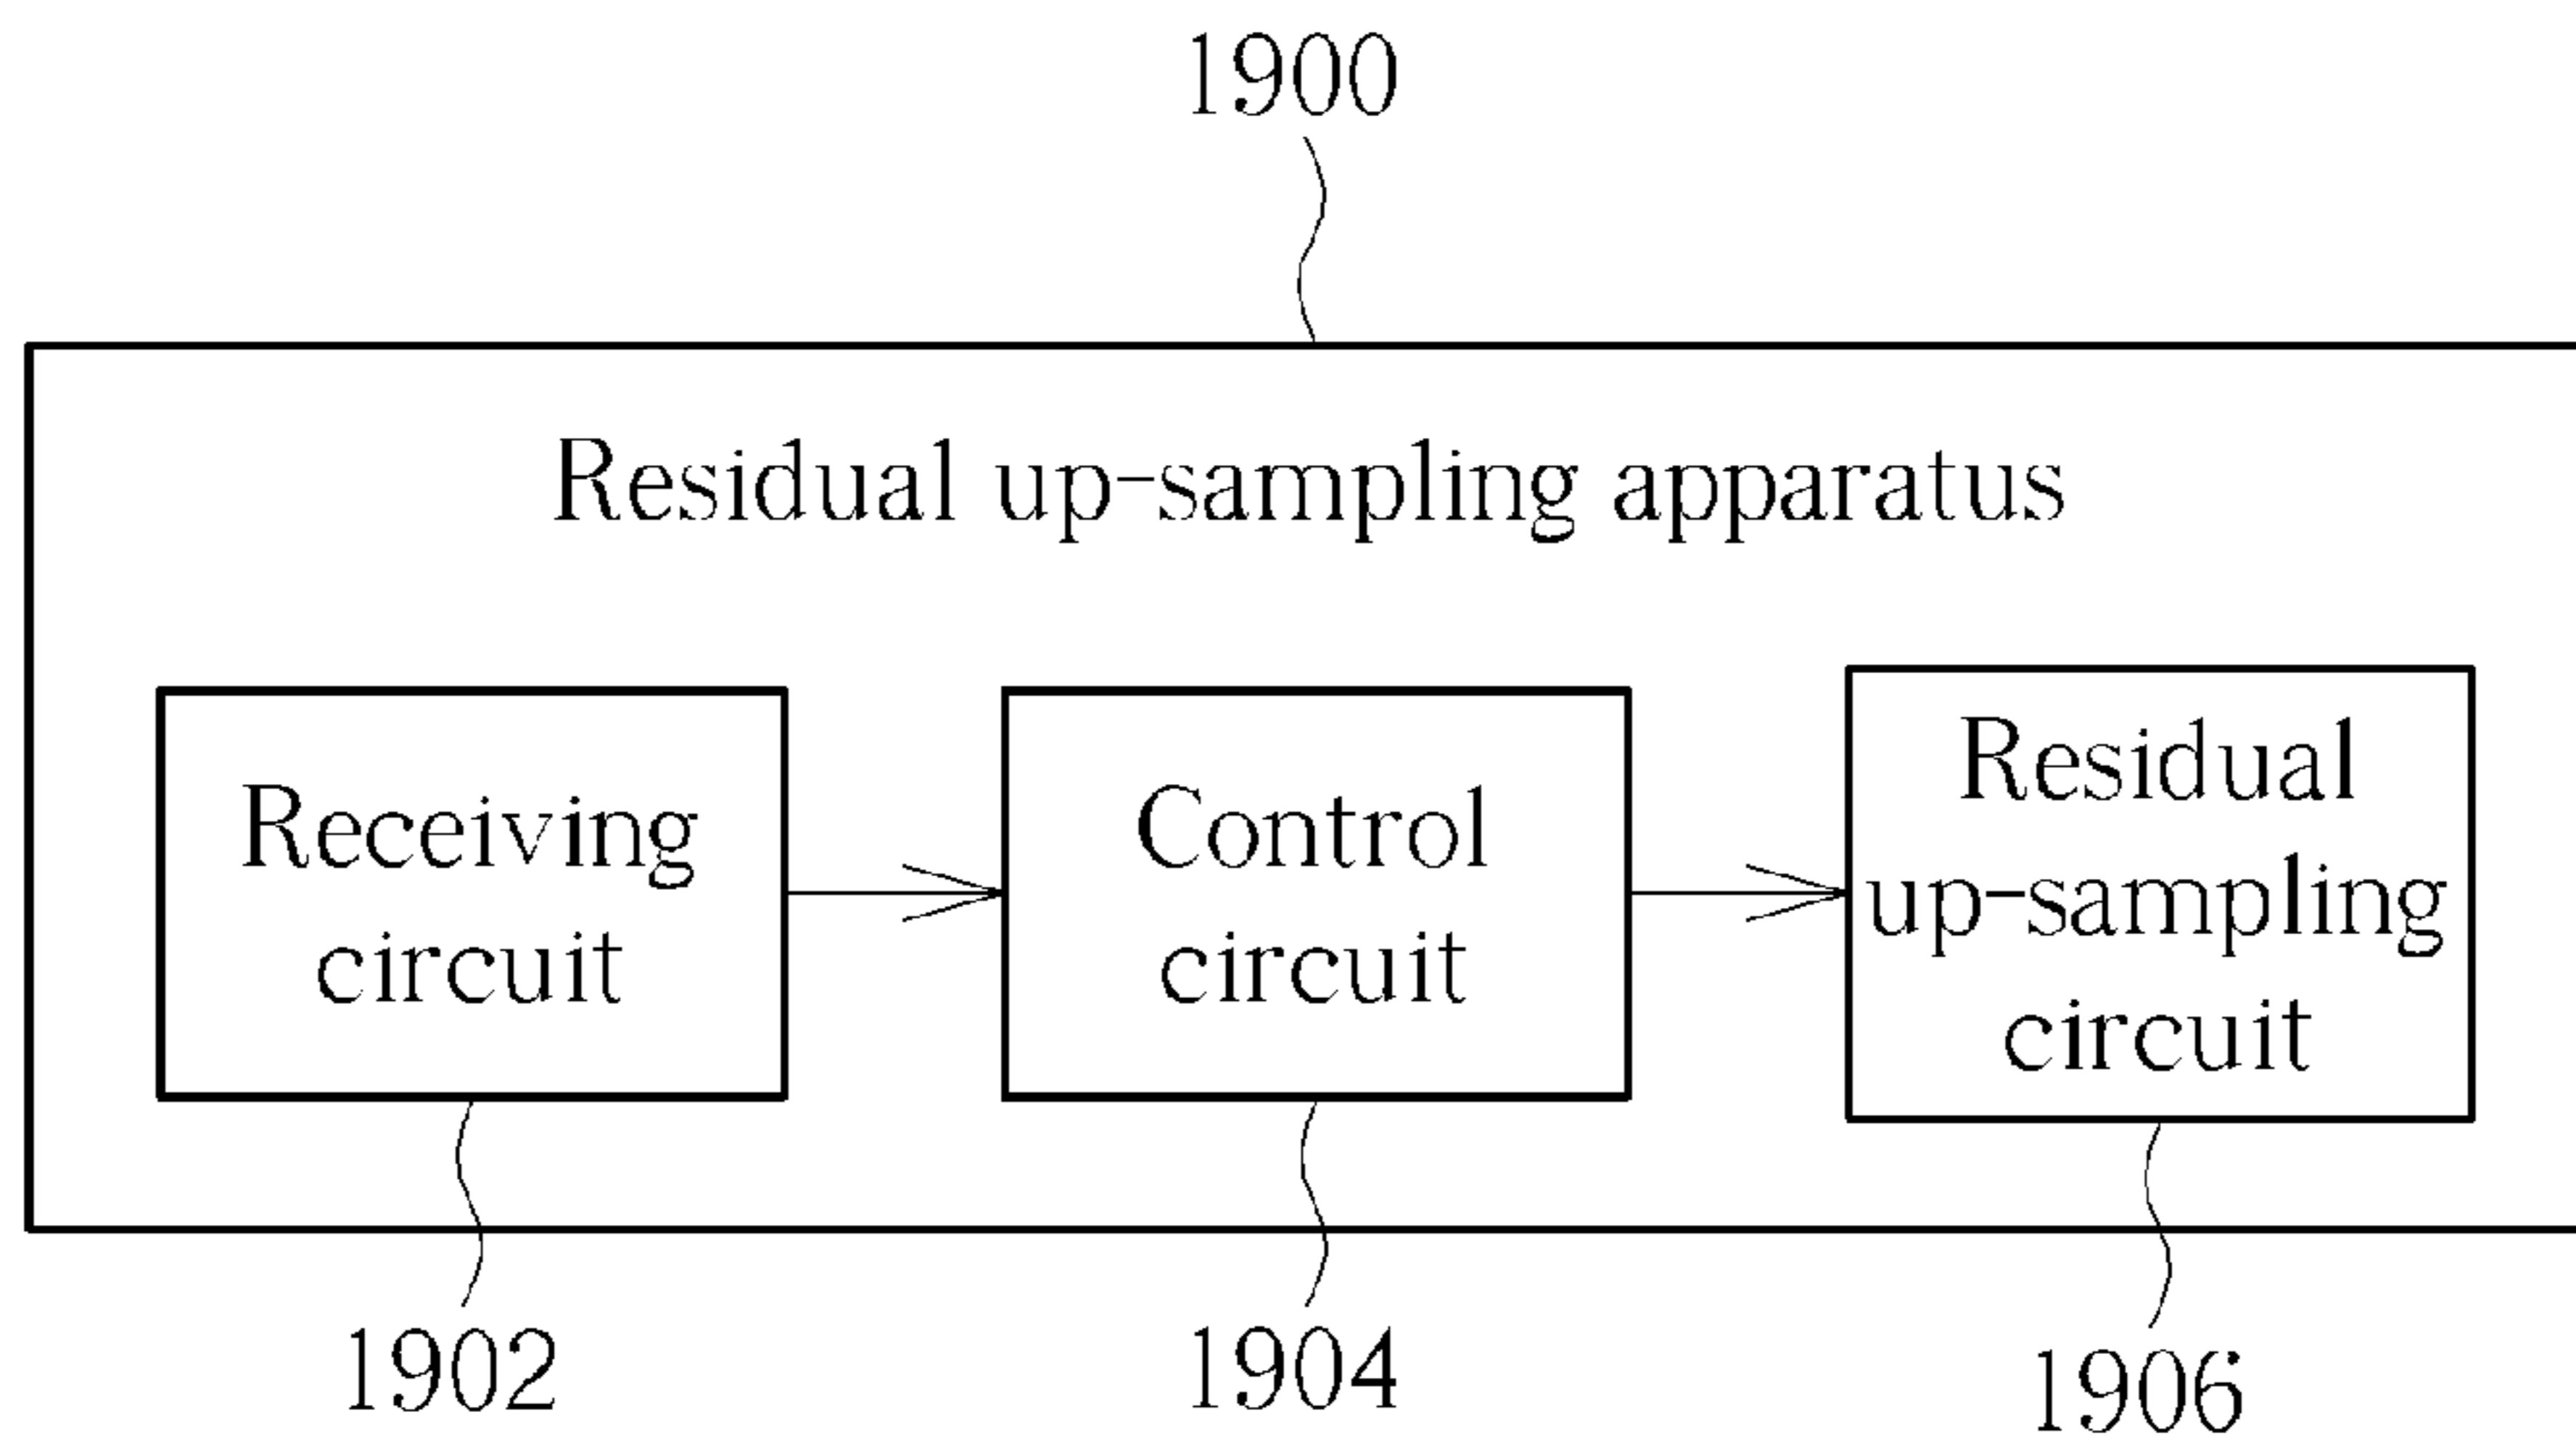 1900
Residual up-sampling apparatus
Receiving
circuit
Control
circuit
Residual
up-sampling
circuit
1902
1904
1906